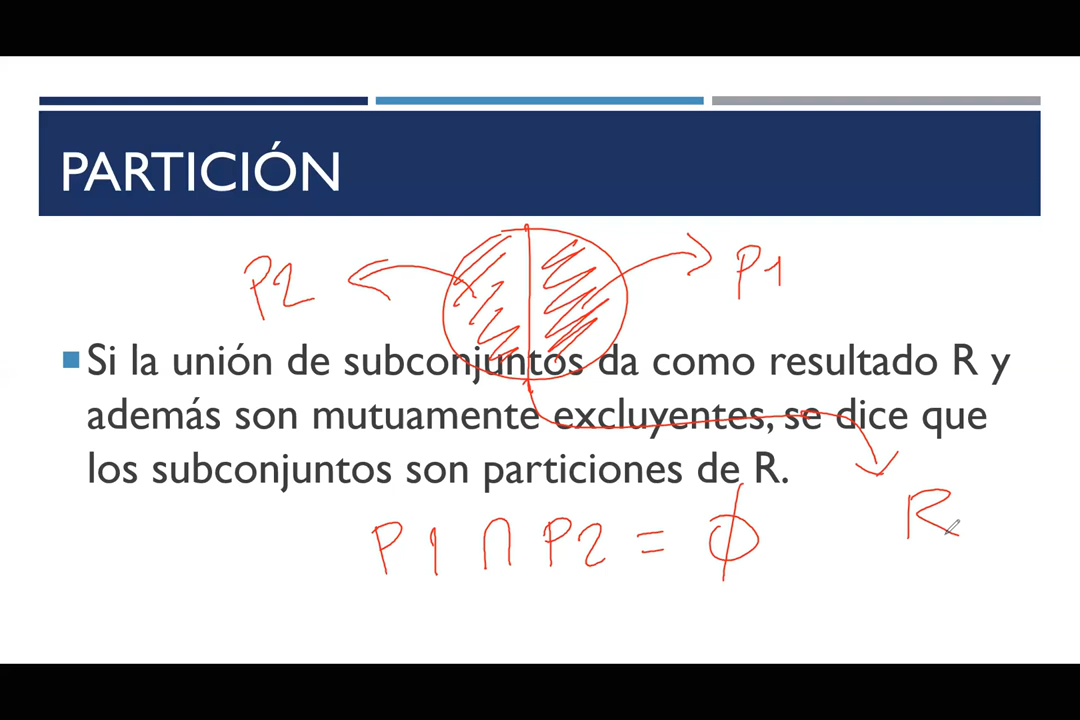 PARTICIÓN
P2
P1
Si la unión de subconjuntos da como resultado R y
además son mutuamente excluyentes, se dice que
los subconjuntos son particiones de R.
R
P1 ∩ P2 = ϕ